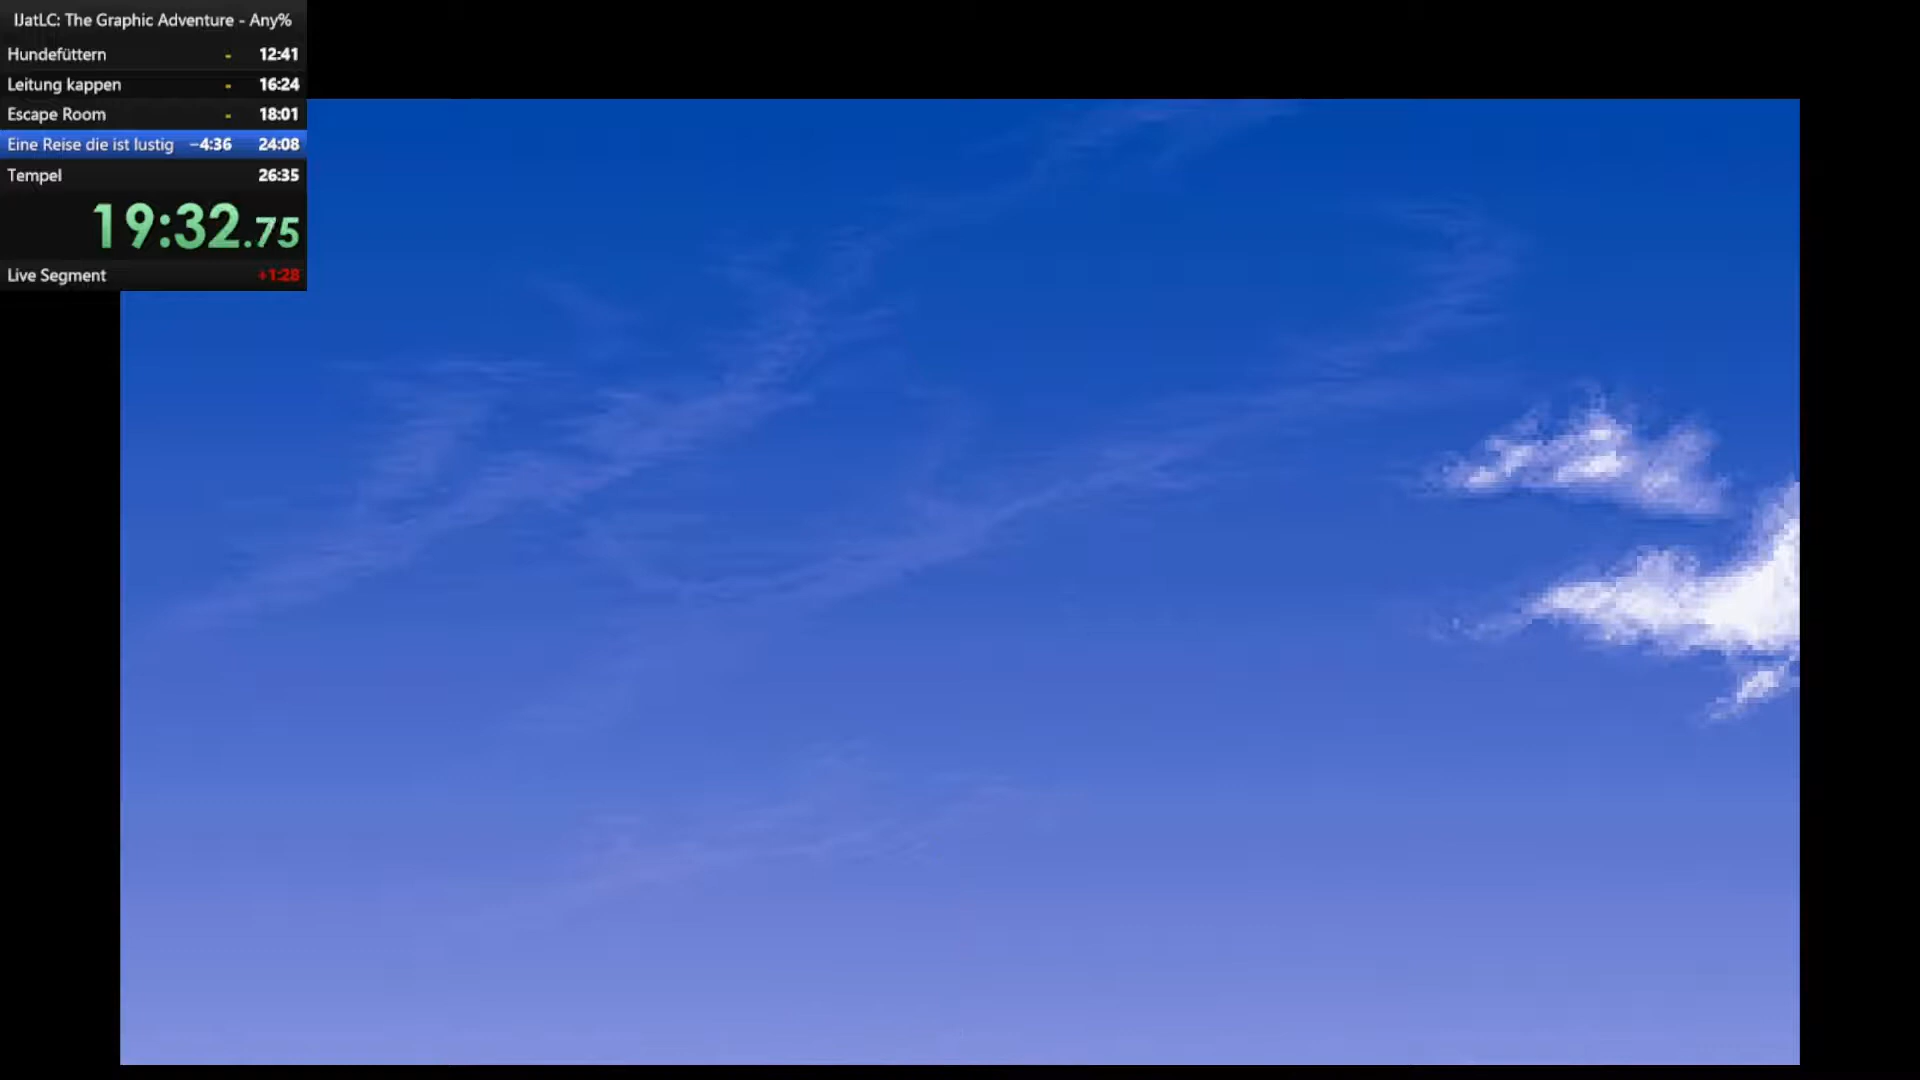 IJatLC: The Graphic Adventure - Any%
Hundefüttern - 12:41
Leitung kappen - 16:24
Escape Room - 18:01
Eine Reise die ist lustig −4:36 24:08
Tempel 26:35
19:32.75
Live Segment +1:28